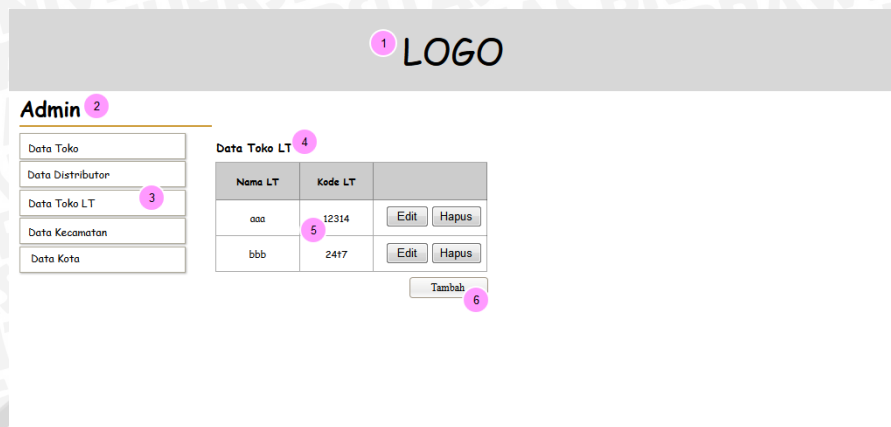 1 LOGO
Admin 2
Data Toko
Data Distributor
Data Toko LT 3
Data Kecamatan
Data Kota
Data Toko LT 4
Nama LT Kode LT
aaa 12314 Edit Hapus
5
bbb 24t7 Edit Hapus
Tambah
6